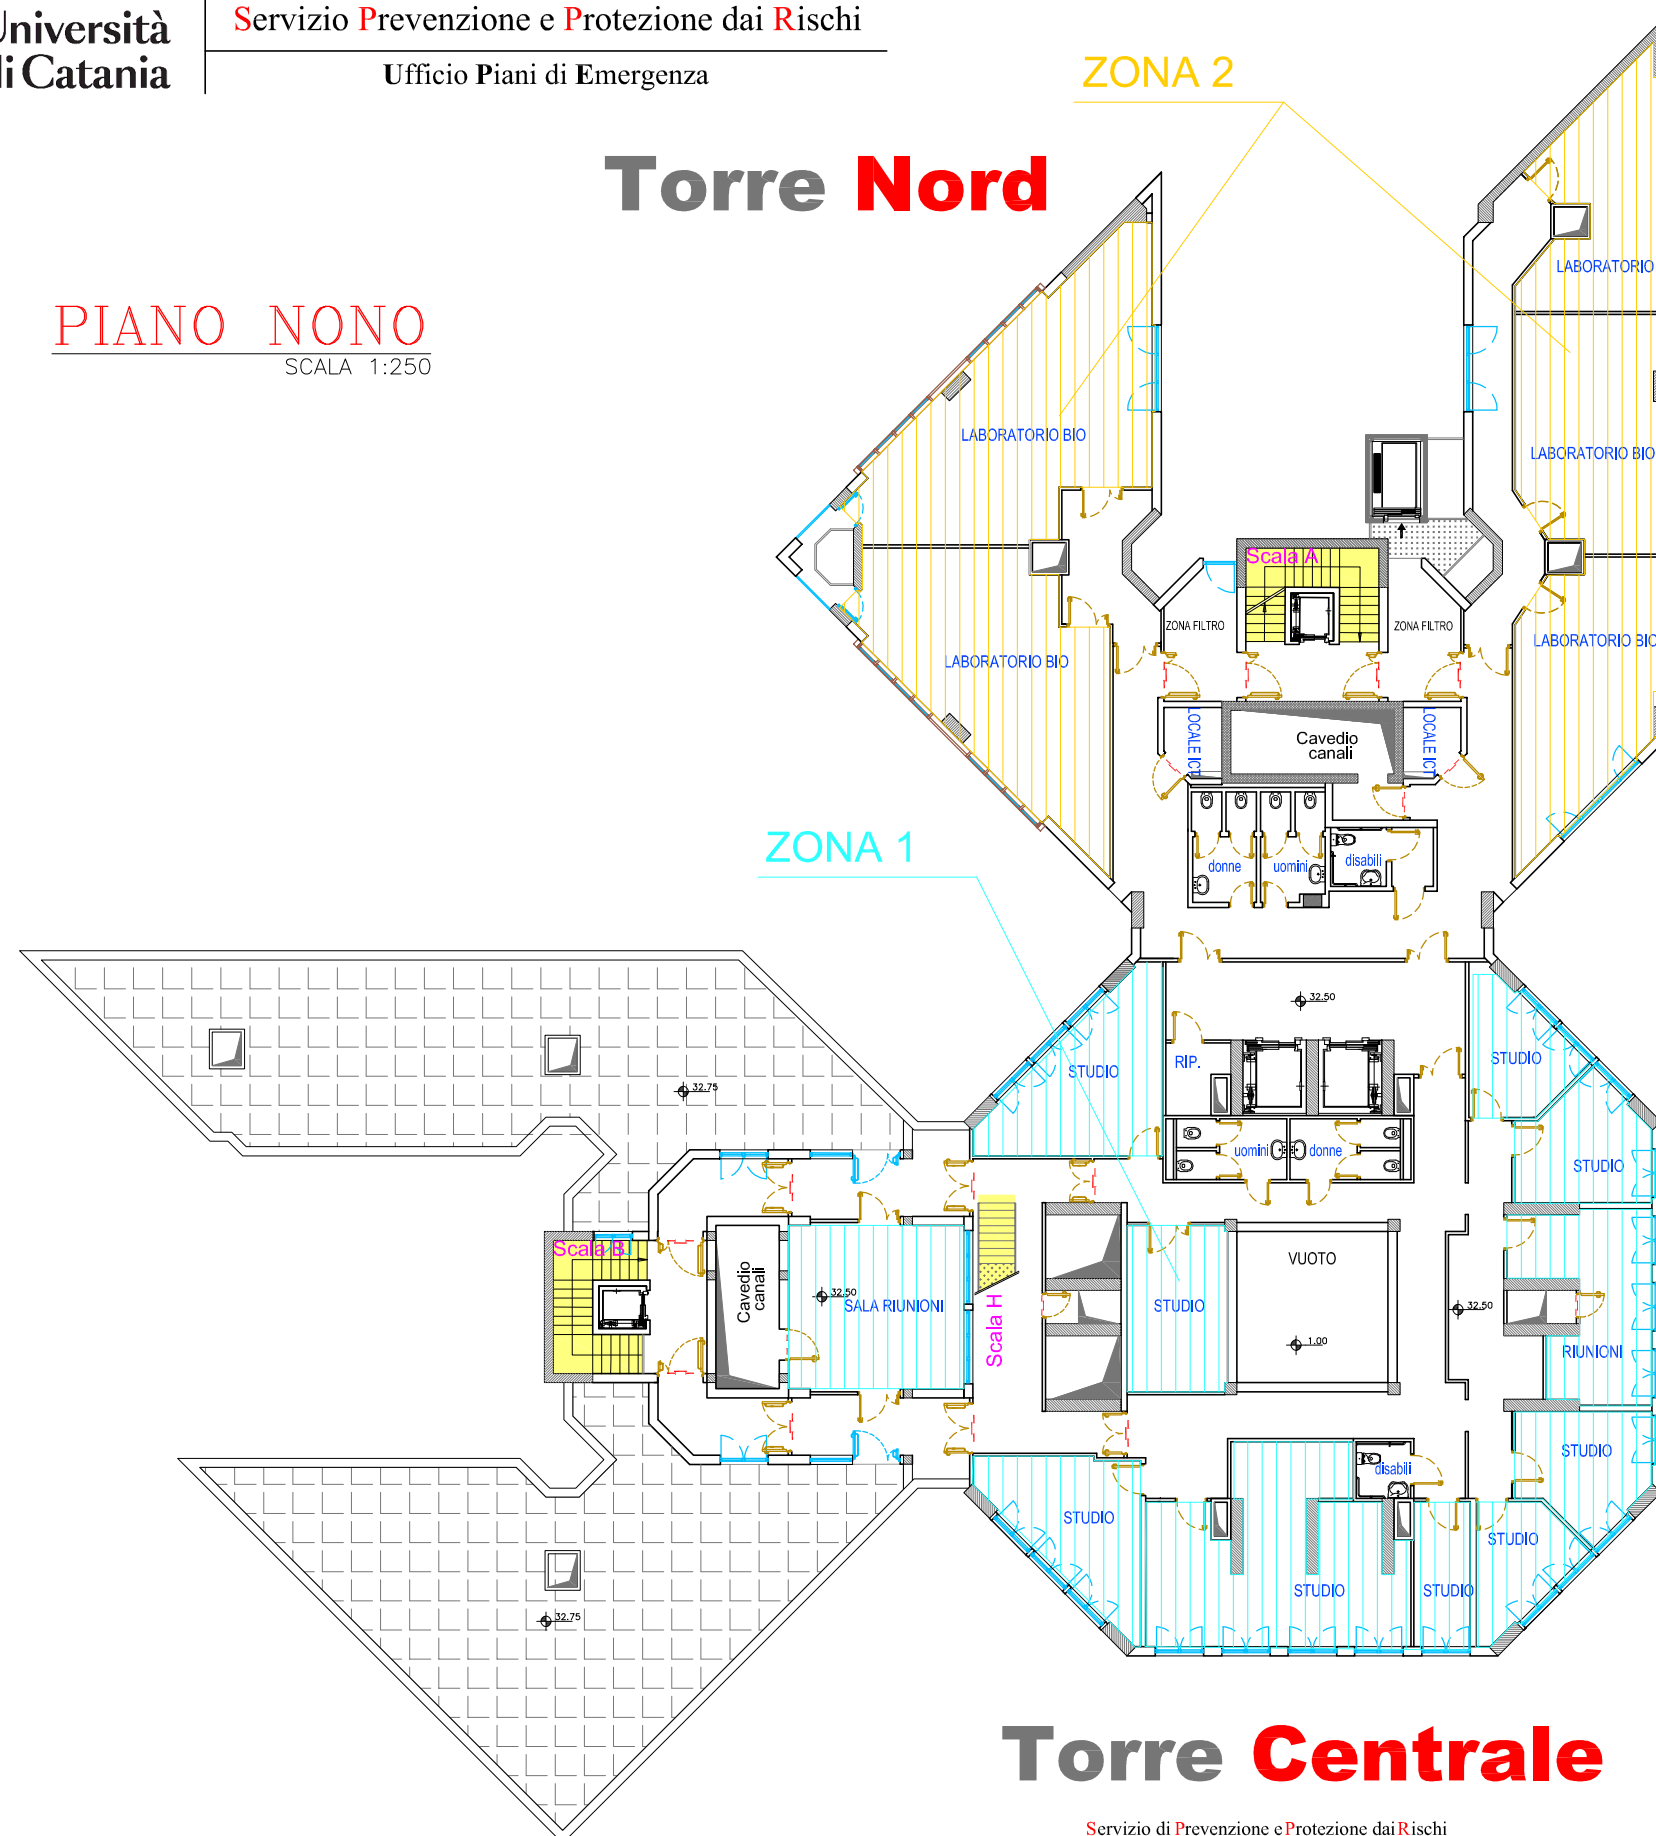 Università
di Catania
Servizio Prevenzione e Protezione dai Rischi
Ufficio Piani di Emergenza
ZONA 2
Torre Nord
PIANO NONO
SCALA 1:250
LABORATORIO
LABORATORIO BIO
LABORATORIO BIO
Scala A
ZONA FILTRO
ZONA FILTRO
LABORATORIO BIO
LABORATORIO BIO
LOCALE ICT
Cavedio
canali
LOCALE ICT
ZONA 1
donne
uomini
disabili
32.50
STUDIO
RIP.
STUDIO
32.75
uomini
donne
STUDIO
Scala B
Cavedio
canali
32.50
SALA RIUNIONI
Scala H
STUDIO
VUOTO
1.00
32.50
RIUNIONI
STUDIO
disabili
STUDIO
STUDIO
STUDIO
STUDIO
32.75
Torre Centrale
Servizio di Prevenzione e Protezione dai Rischi